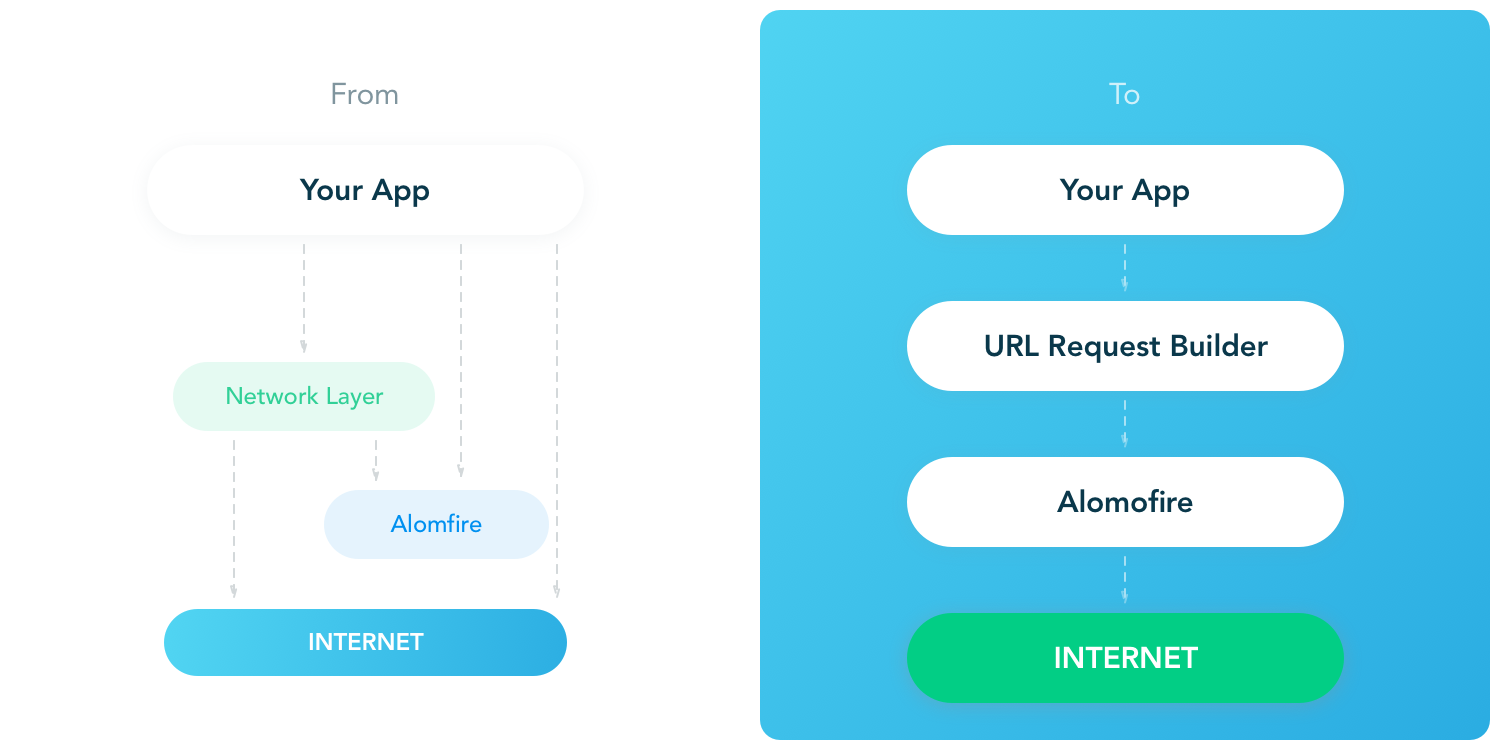 From
Your App
Network Layer
Alomfire
INTERNET
To
Your App
URL Request Builder
Alomofire
INTERNET